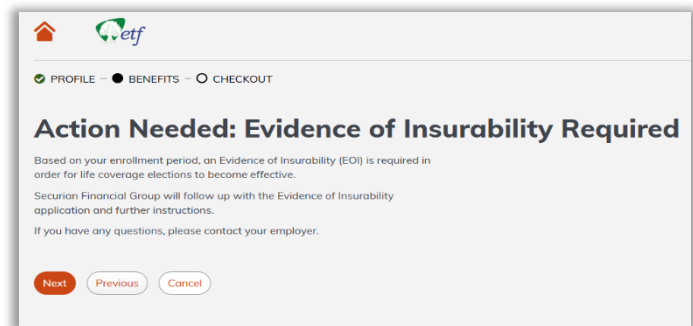 etf
PROFILE – BENEFITS – CHECKOUT
Action Needed: Evidence of Insurability Required
Based on your enrollment period, an Evidence of Insurability (EOI) is required in
order for life coverage elections to become effective.
Securian Financial Group will follow up with the Evidence of Insurability
application and further instructions.
If you have any questions, please contact your employer.
Next Previous Cancel